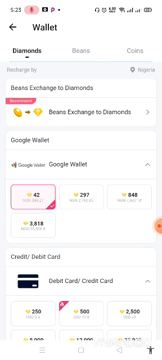 5:23
Wallet
Diamonds Beans Coins
Recharge by Nigeria
Beans Exchange to Diamonds
Recommended
Beans Exchange to Diamonds
Google Wallet
Google Wallet Google Wallet
42 297 848
3,818
Credit/ Debit Card
Debit Card/ Credit Card
250 500 2,500